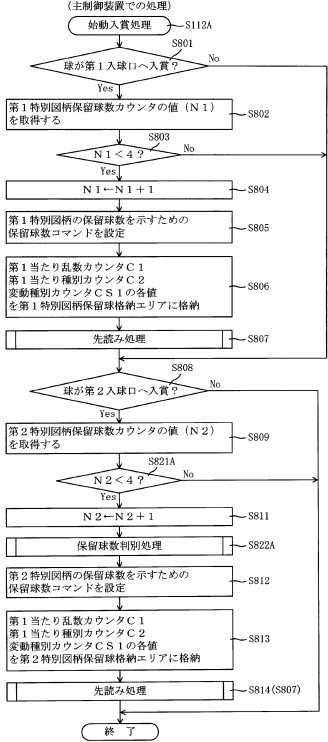 (主制御装置での処理)
始動入賞処理
S112A
S801
球が第1入球口へ入賞?
No
Yes
第1特別図柄保留球数カウンタの値(N1)
を取得する
S802
S803
N1<4?
No
Yes
N1←N1+1
S804
第1特別図柄の保留球数を示すための
保留球数コマンドを設定
S805
第1当たり乱数カウンタC1
第1当たり種別カウンタC2
変動種別カウンタCS1の各値
を第1特別図柄保留球格納エリアに格納
S806
先読み処理
S807
S808
球が第2入球口へ入賞?
No
Yes
第2特別図柄保留球数カウンタの値(N2)
を取得する
S809
S821A
N2<4?
No
Yes
N2←N2+1
S811
保留球数判別処理
S822A
第2特別図柄の保留球数を示すための
保留球数コマンドを設定
S812
第1当たり乱数カウンタC1
第1当たり種別カウンタC2
変動種別カウンタCS1の各値
を第2特別図柄保留球格納エリアに格納
S813
先読み処理
S814(S807)
終 了